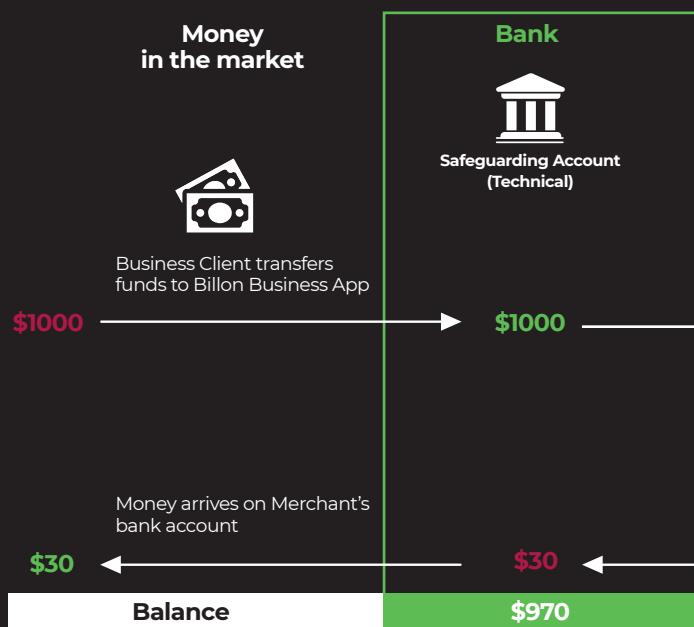 Money
in the market
Bank
Safeguarding Account
(Technical)
Business Client transfers
funds to Billon Business App
$1000
$1000
Money arrives on Merchant's
bank account
$30
$30
Balance
$970